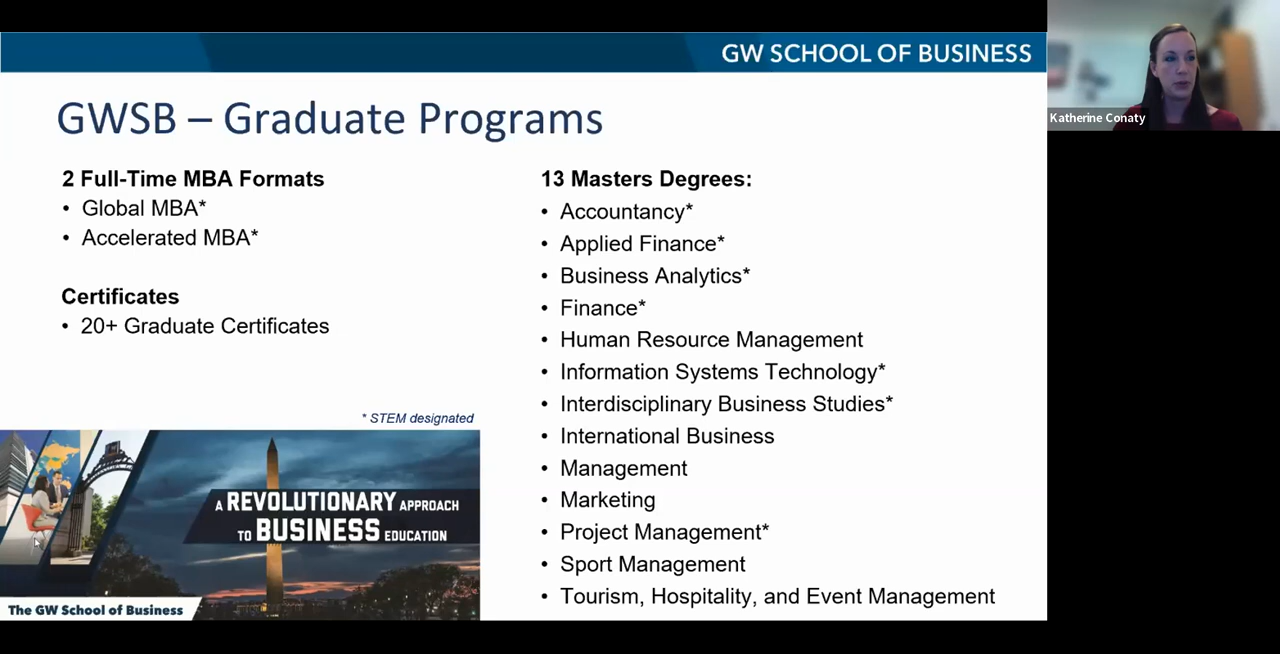 GW SCHOOL OF BUSINESS
Katherine Conaty
GWSB – Graduate Programs
2 Full-Time MBA Formats
• Global MBA*
• Accelerated MBA*
Certificates
• 20+ Graduate Certificates
* STEM designated
A REVOLUTIONARY APPROACH
TO BUSINESS EDUCATION
The GW School of Business
13 Masters Degrees:
• Accountancy*
• Applied Finance*
• Business Analytics*
• Finance*
• Human Resource Management
• Information Systems Technology*
• Interdisciplinary Business Studies*
• International Business
• Management
• Marketing
• Project Management*
• Sport Management
• Tourism, Hospitality, and Event Management